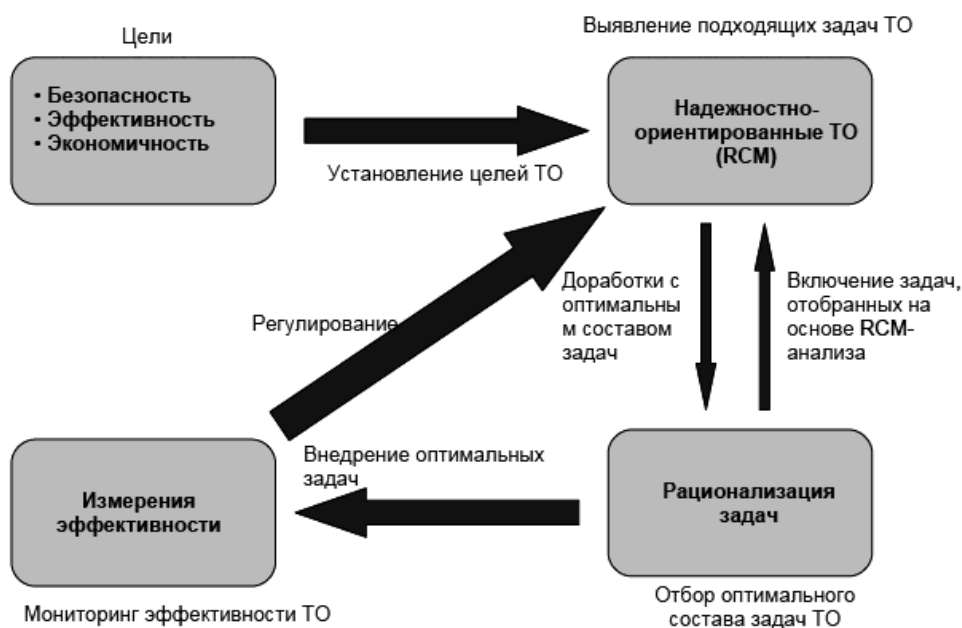 Цели
• Безопасность
• Эффективность
• Экономичность
Установление целей ТО
Выявление подходящих задач ТО
Надежностно-
ориентированные ТО
(RCM)
Доработки с
оптимальны
м составом
задач
Включение задач,
отобранных на
основе RCM-
анализа
Регулирование
Внедрение оптимальных
задач
Измерения
эффективности
Мониторинг эффективности ТО
Рационализация
задач
Отбор оптимального
состава задач ТО